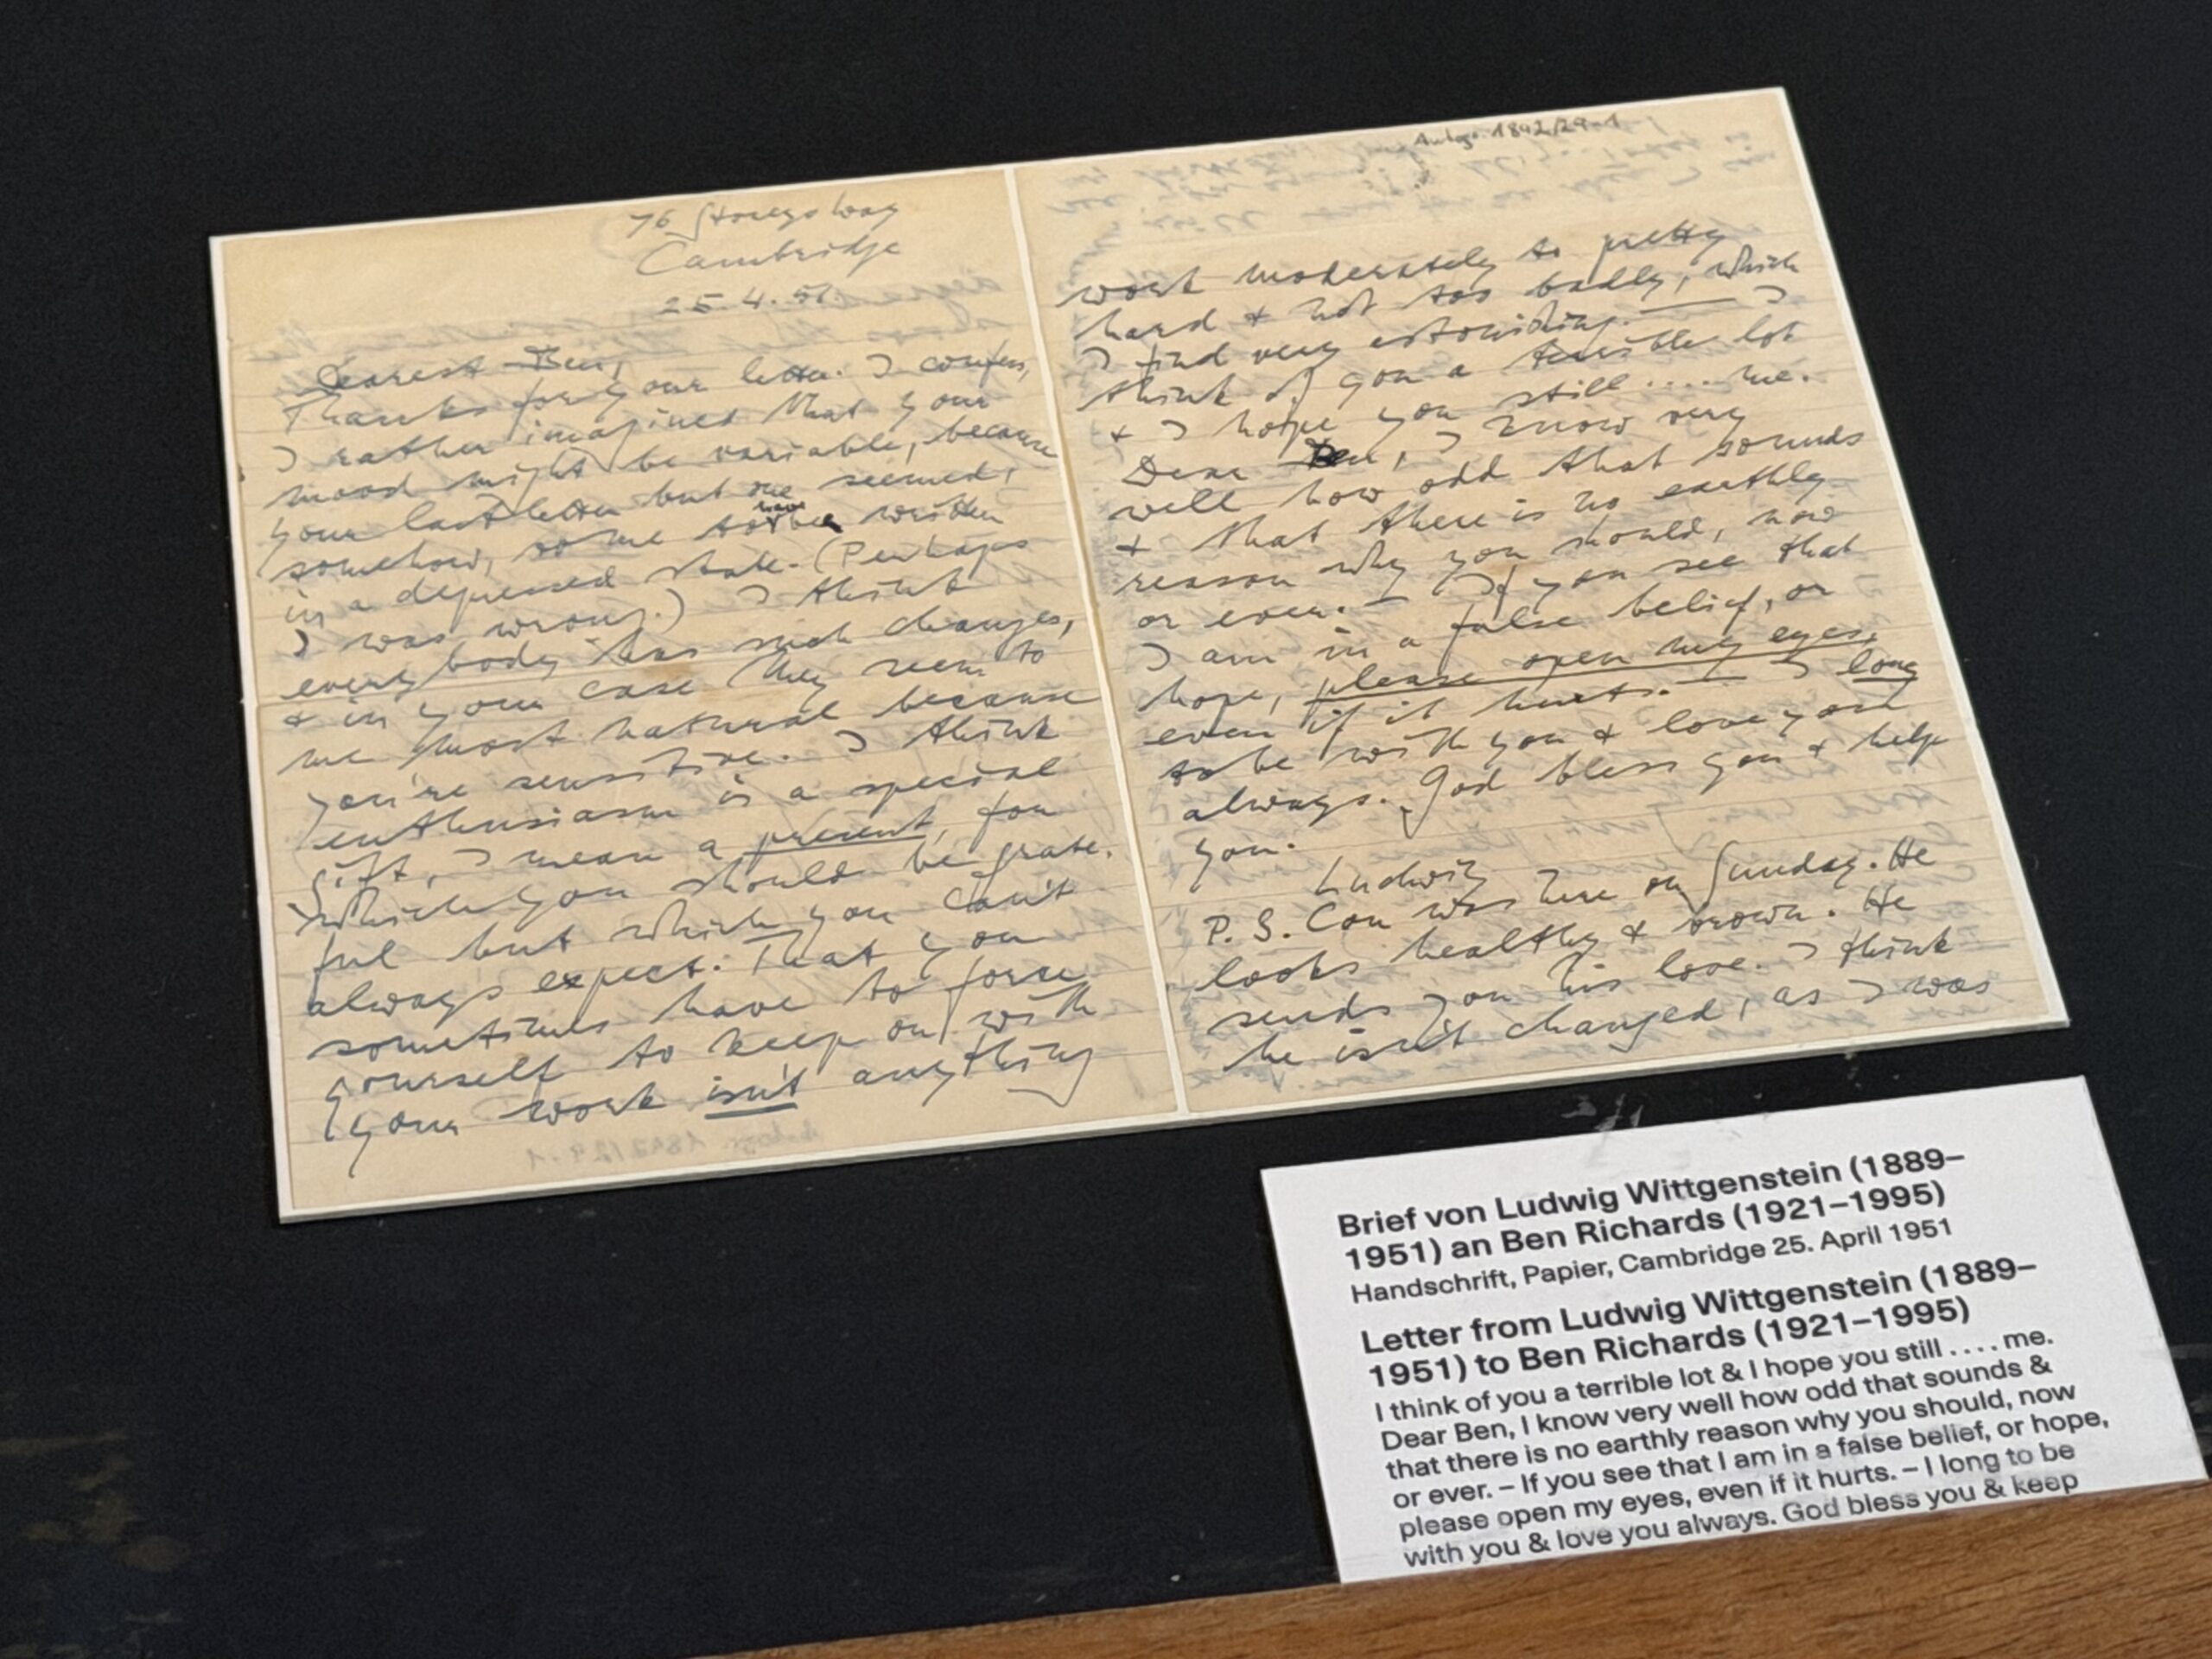 76 Storeys Way
Cambridge
25.4.51.
Dearest Ben,
Thanks for your letter. I confess,
I rather imagined that your
mood might be variable, because
your last letter but one seemed,
somehow, to me to have been written
in a depressed state. (Perhaps
I was wrong.) I think
everybody has such changes,
& in your case they seem to
me most natural because
you're sensitive. I think
enthusiasm is a special
gift, I mean a present, for
which you should be grate-
ful but which you can't
always expect. That you
sometimes have to force
yourself to keep on with
your work isn't anything
Autogr. 1842/29-1
work moderately to pretty
hard & not too badly, which
I find very astonishing. — I
think of you a terrible lot
& I hope you still .... me.
Dear Ben, I know very
well how odd that sounds
& that there is no earthly
reason why you should, now
or ever. — If you see that
I am in a false belief, or
hope, please open my eyes,
even if it hurts. — I long
to be with you & love you
always. God bless you & help
you.
Ludwig
P.S. Con was here on Sunday. He
looks healthy & brown. He
sends you his love. I think
he isn't changed, as I was
Brief von Ludwig Wittgenstein (1889–
1951) an Ben Richards (1921–1995)
Handschrift, Papier, Cambridge 25. April 1951
Letter from Ludwig Wittgenstein (1889–
1951) to Ben Richards (1921–1995)
I think of you a terrible lot & I hope you still . . . . me.
Dear Ben, I know very well how odd that sounds &
that there is no earthly reason why you should, now
or ever. – If you see that I am in a false belief, or hope,
please open my eyes, even if it hurts. – I long to be
with you & love you always. God bless you & keep